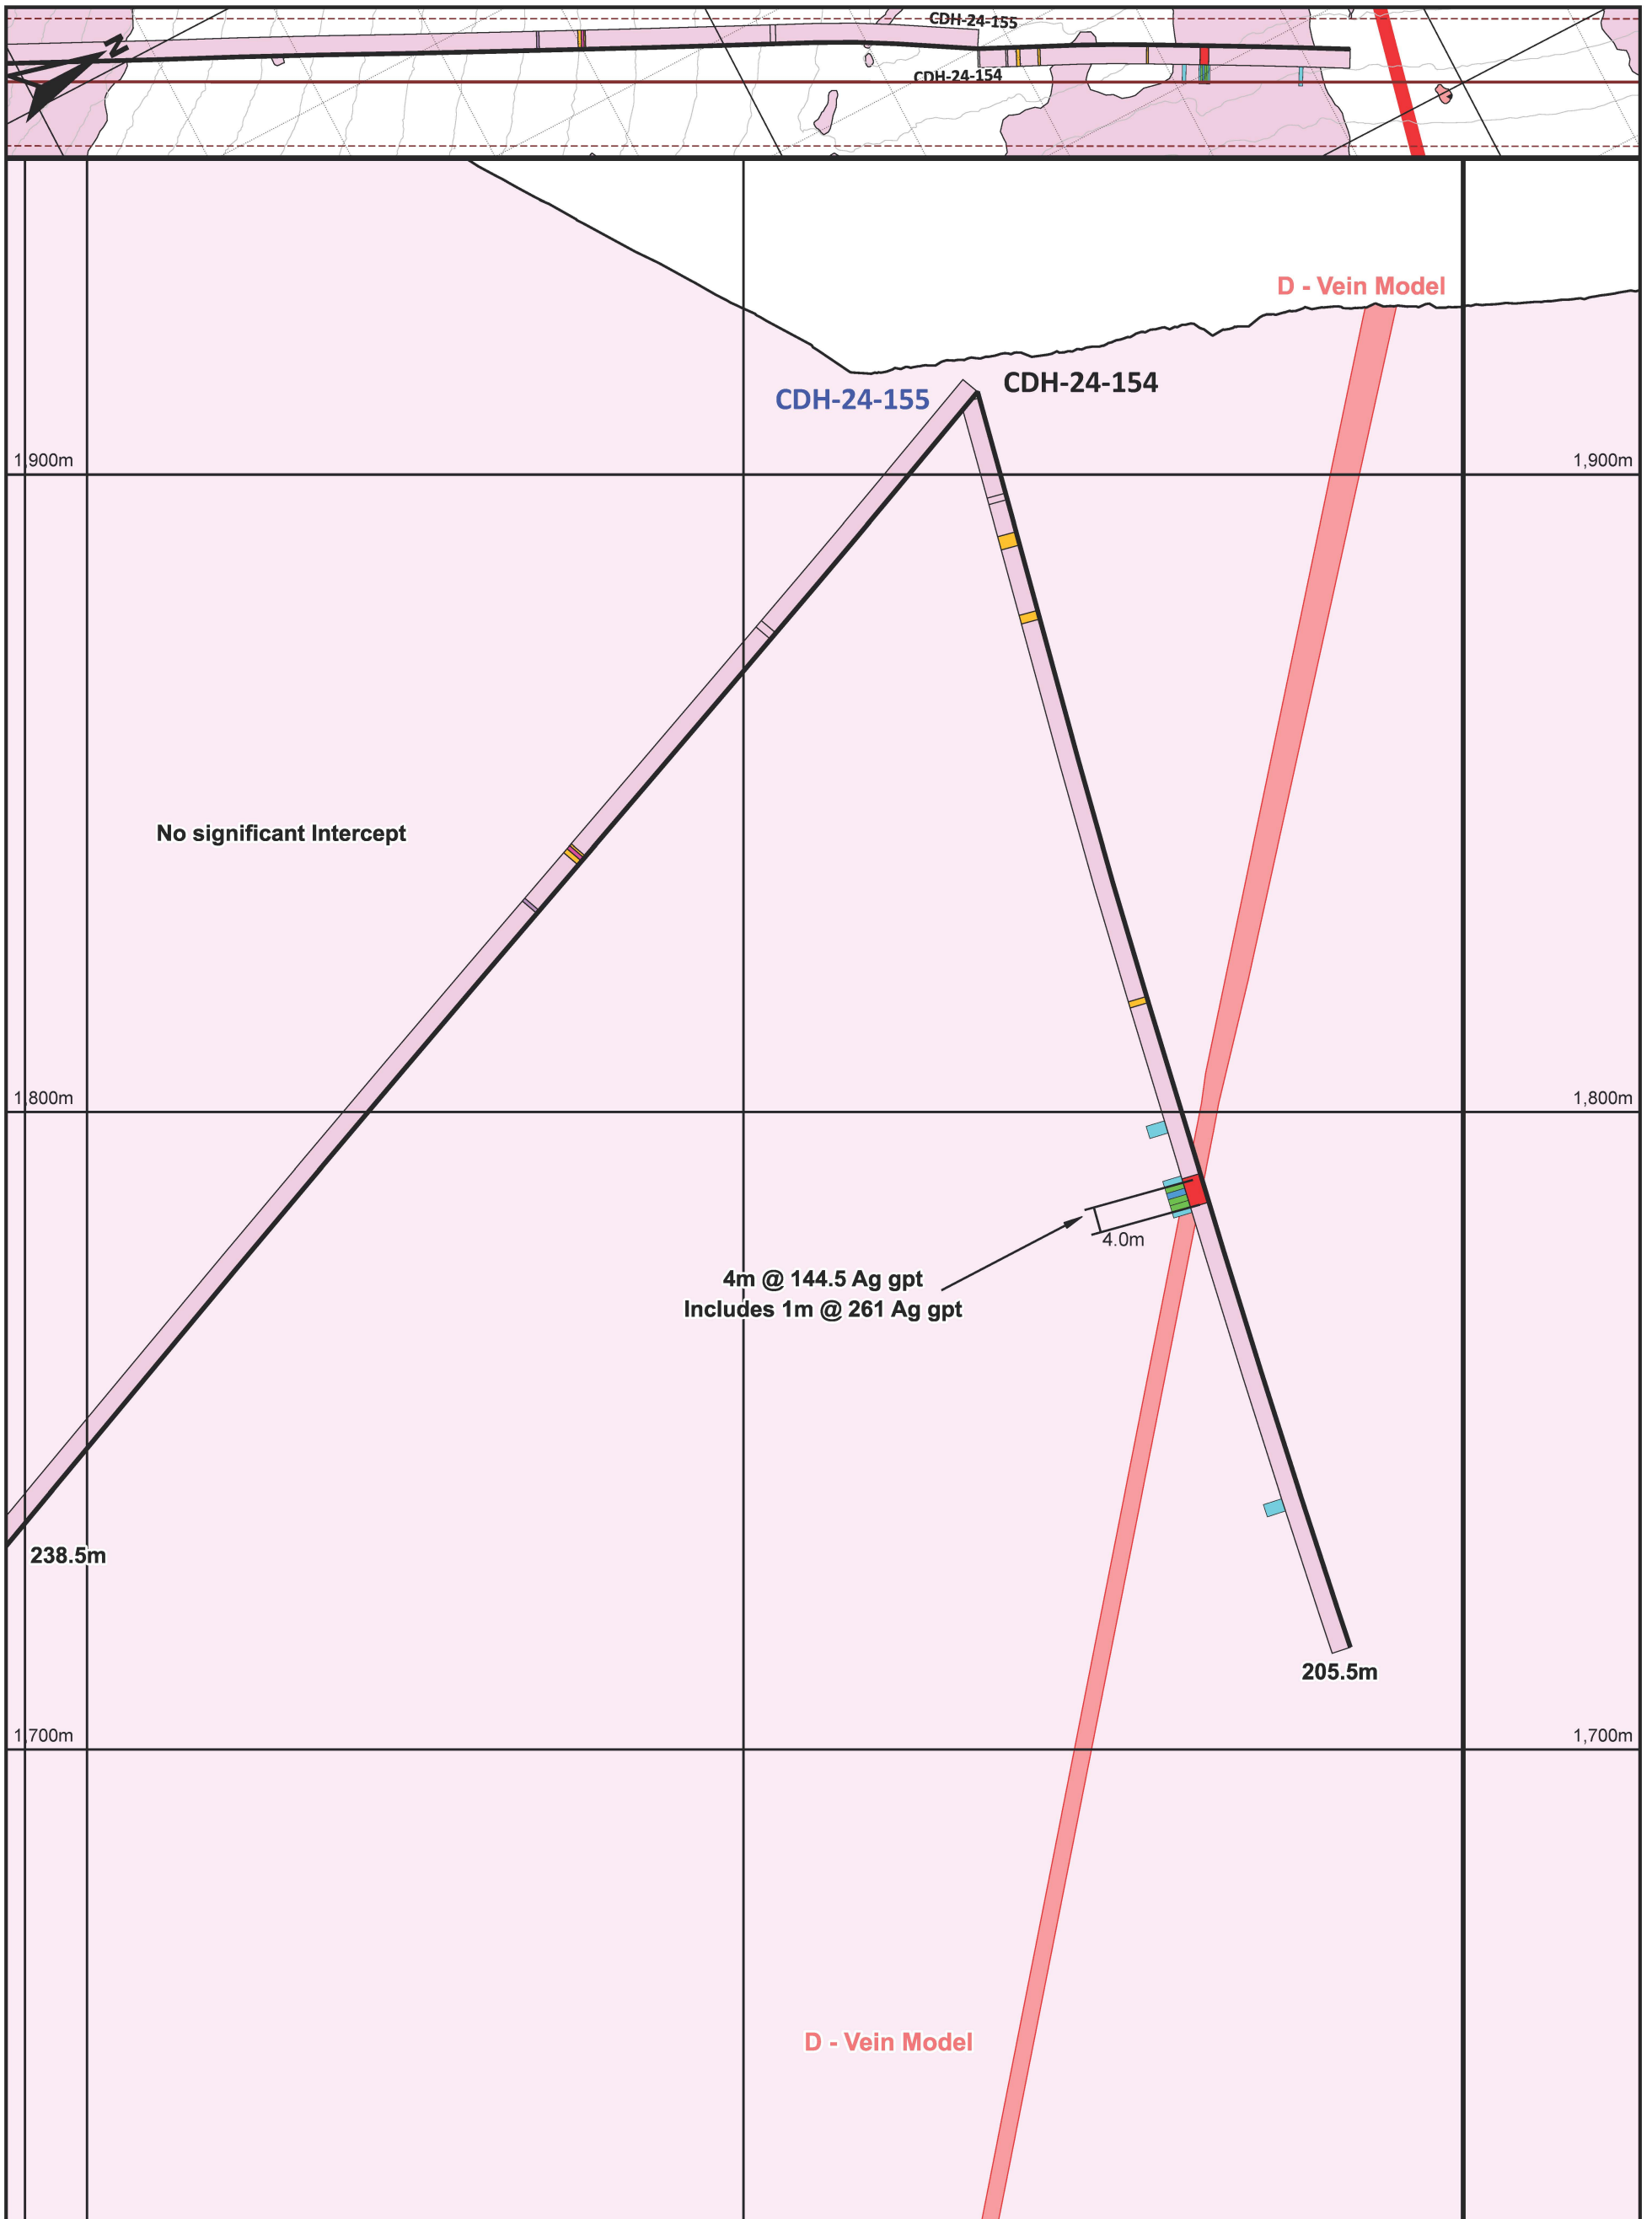 CDH-24-155
N
CDH-24-154
D - Vein Model
CDH-24-154
CDH-24-155
1,900m
1,900m
No significant Intercept
1,800m
1,800m
4.0m
4m @ 144.5 Ag gpt
Includes 1m @ 261 Ag gpt
238.5m
205.5m
1,700m
1,700m
D - Vein Model